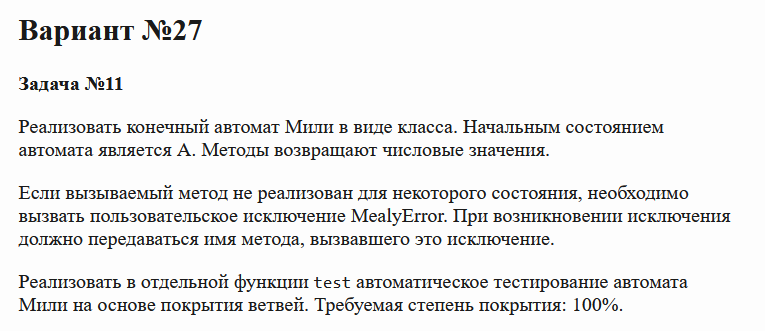 Вариант №27
Задача №11
Реализовать конечный автомат Мили в виде класса. Начальным состоянием
автомата является A. Методы возвращают числовые значения.
Если вызываемый метод не реализован для некоторого состояния, необходимо
вызвать пользовательское исключение MealyError. При возникновении исключения
должно передаваться имя метода, вызвавшего это исключение.
Реализовать в отдельной функции test автоматическое тестирование автомата
Мили на основе покрытия ветвей. Требуемая степень покрытия: 100%.